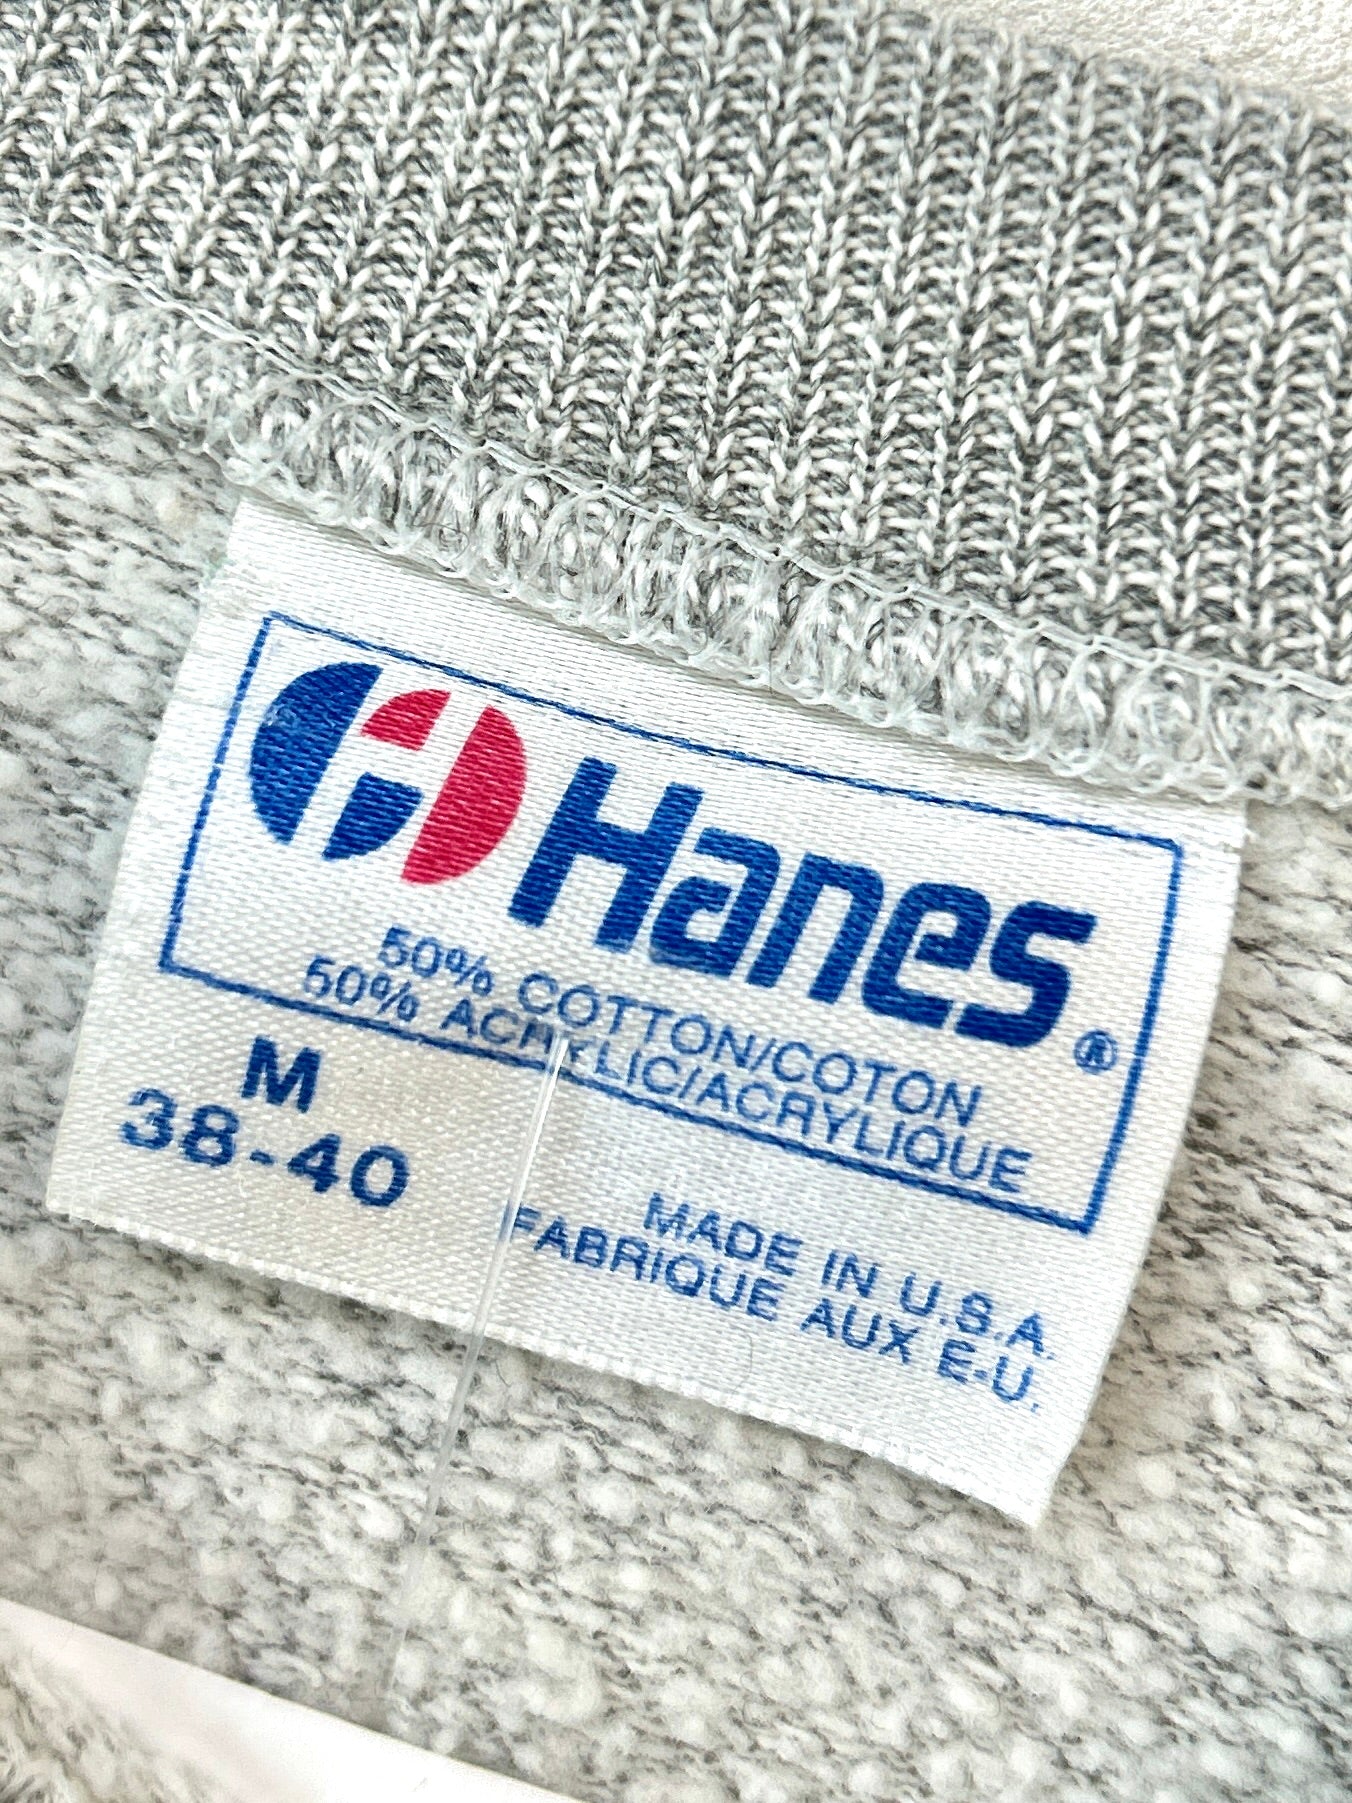 Hanes®
50% COTTON/COTON
50% ACRYLIC/ACRYLIQUE
M
38-40
MADE IN U.S.A.
FABRIQUE AUX E-U.